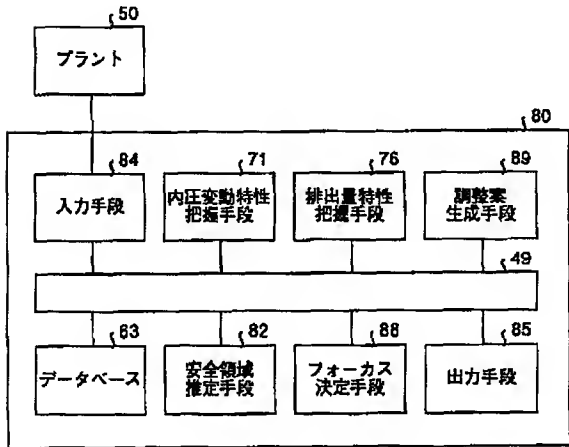 50
プラント
80
84
71
76
89
入力手段
内圧変動特性
把握手段
排出量特性
把握手段
調整案
生成手段
49
63
82
86
85
データベース
安全領域
推定手段
フォーカス
決定手段
出力手段